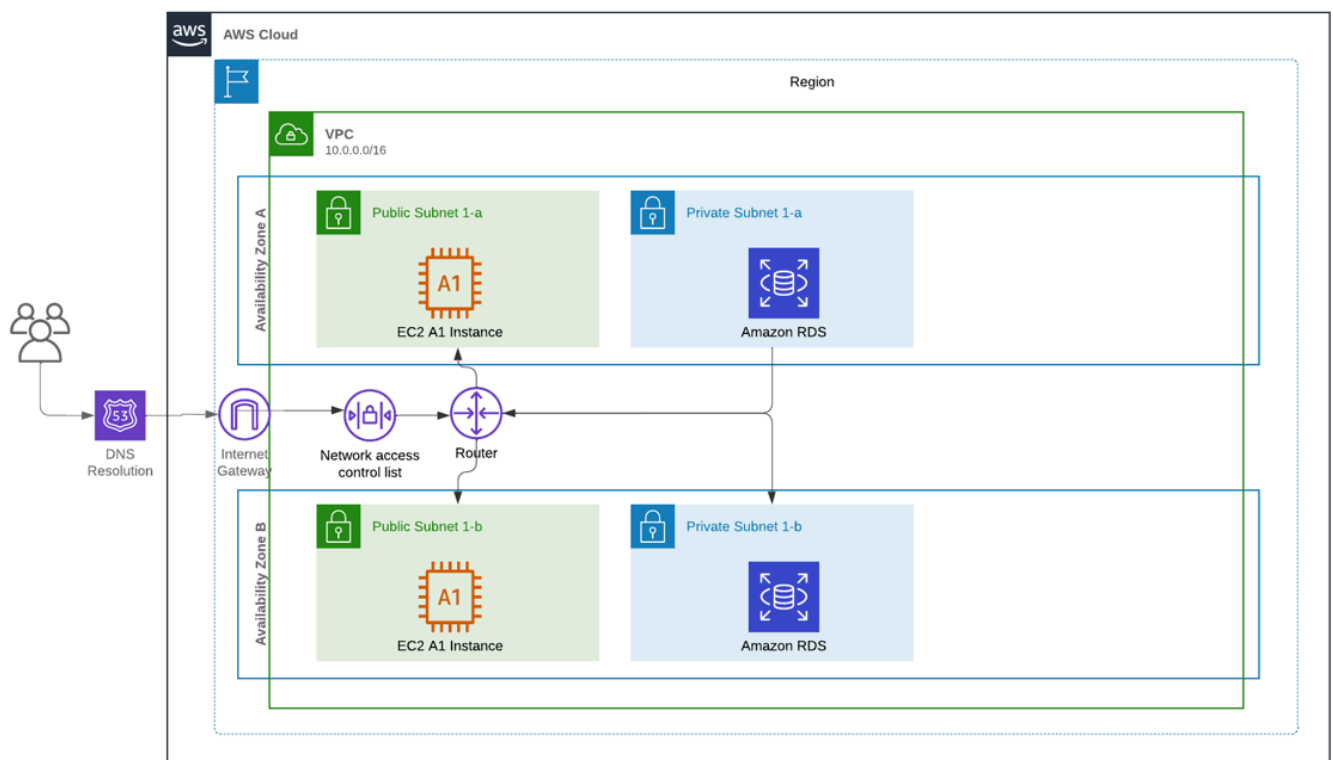 aws
AWS Cloud
Region
VPC
10.0.0.0/16
Availability Zone A
Public Subnet 1-a
A1
EC2 A1 Instance
Private Subnet 1-a
Amazon RDS
53
DNS
Resolution
Internet
Gateway
Network access
control list
Router
Availability Zone B
Public Subnet 1-b
A1
EC2 A1 Instance
Private Subnet 1-b
Amazon RDS